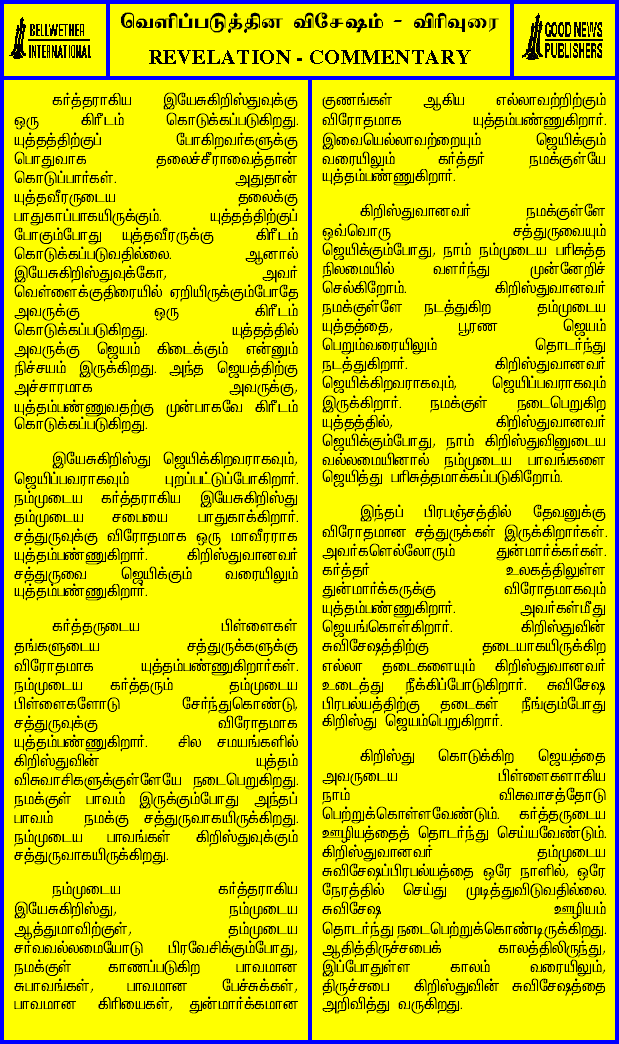 BELLWETHER
INTERNATIONAL
வெளிப்படுத்தின விசேஷம் - விரிவுரை
REVELATION - COMMENTARY
GOOD NEWS
PUBLISHERS
கர்த்தராகிய இயேசுகிறிஸ்துவுக்கு
ஒரு கிரீடம் கொடுக்கப்படுகிறது.
யுத்தத்திற்குப் போகிறவர்களுக்கு
பொதுவாக தலைச்சீராவைத்தான்
கொடுப்பார்கள். அதுதான்
யுத்தவீரருடைய தலைக்கு
பாதுகாப்பாகயிருக்கும். யுத்தத்திற்குப்
போகும்போது யுத்தவீரருக்கு கிரீடம்
கொடுக்கப்படுவதில்லை. ஆனால்
இயேசுகிறிஸ்துவுக்கோ, அவர்
வெள்ளைக்குதிரையில் ஏறியிருக்கும்போதே
அவருக்கு ஒரு கிரீடம்
கொடுக்கப்படுகிறது. யுத்தத்தில்
அவருக்கு ஜெயம் கிடைக்கும் என்னும்
நிச்சயம் இருக்கிறது. அந்த ஜெயத்திற்கு
அச்சாரமாக அவருக்கு,
யுத்தம்பண்ணுவதற்கு முன்பாகவே கிரீடம்
கொடுக்கப்படுகிறது.
இயேசுகிறிஸ்து ஜெயிக்கிறவராகவும்,
ஜெயிப்பவராகவும் புறப்பட்டுப்போகிறார்.
நம்முடைய கர்த்தராகிய இயேசுகிறிஸ்து
தம்முடைய சபையை பாதுகாக்கிறார்.
சத்துருவுக்கு விரோதமாக ஒரு மாவீரராக
யுத்தம்பண்ணுகிறார். கிறிஸ்துவானவர்
சத்துருவை ஜெயிக்கும் வரையிலும்
யுத்தம்பண்ணுகிறார்.
கர்த்தருடைய பிள்ளைகள்
தங்களுடைய சத்துருக்களுக்கு
விரோதமாக யுத்தம்பண்ணுகிறார்கள்.
நம்முடைய கர்த்தரும் தம்முடைய
பிள்ளைகளோடு சேர்ந்துகொண்டு,
சத்துருவுக்கு விரோதமாக
யுத்தம்பண்ணுகிறார். சில சமயங்களில்
கிறிஸ்துவின் யுத்தம்
விசுவாசிகளுக்குள்ளேயே நடைபெறுகிறது.
நமக்குள் பாவம் இருக்கும்போது அந்தப்
பாவம் நமக்கு சத்துருவாகயிருக்கிறது.
நம்முடைய பாவங்கள் கிறிஸ்துவுக்கும்
சத்துருவாகயிருக்கிறது.
நம்முடைய கர்த்தராகிய
இயேசுகிறிஸ்து, நம்முடைய
ஆத்துமாவிற்குள், தம்முடைய
சர்வவல்லமையோடு பிரவேசிக்கும்போது,
நமக்குள் காணப்படுகிற பாவமான
சுபாவங்கள், பாவமான பேச்சுக்கள்,
பாவமான கிரியைகள், துன்மார்க்கமான
குணங்கள் ஆகிய எல்லாவற்றிற்கும்
விரோதமாக யுத்தம்பண்ணுகிறார்.
இவையெல்லாவற்றையும் ஜெயிக்கும்
வரையிலும் கர்த்தர் நமக்குள்யே
யுத்தம்பண்ணுகிறார்.
கிறிஸ்துவானவர் நமக்குள்ளே
ஒவ்வொரு சத்துருவையும்
ஜெயிக்கும்போது, நாம் நம்முடைய பரிசுத்த
நிலமையில் வளர்ந்து முன்னேறிச்
செல்கிறோம். கிறிஸ்துவானவர்
நமக்குள்ளே நடத்துகிற தம்முடைய
யுத்தத்தை, பூரண ஜெயம்
பெறும்வரையிலும் தொடர்ந்து
நடத்துகிறார். கிறிஸ்துவானவர்
ஜெயிக்கிறவராகவும், ஜெயிப்பவராகவும்
இருக்கிறார். நமக்குள் நடைபெறுகிற
யுத்தத்தில், கிறிஸ்துவானவர்
ஜெயிக்கும்போது, நாம் கிறிஸ்துவினுடைய
வல்லமையினால் நம்முடைய பாவங்களை
ஜெயித்து பரிசுத்தமாக்கப்படுகிறோம்.
இந்தப் பிரபஞ்சத்தில் தேவனுக்கு
விரோதமான சத்துருக்கள் இருக்கிறார்கள்.
அவர்களெல்லோரும் துன்மார்க்கர்கள்.
கர்த்தர் உலகத்திலுள்ள
துன்மார்க்கருக்கு விரோதமாகவும்
யுத்தம்பண்ணுகிறார். அவர்கள்மீது
ஜெயங்கொள்கிறார். கிறிஸ்துவின்
சுவிசேஷத்திற்கு தடையாகயிருக்கிற
எல்லா தடைகளையும் கிறிஸ்துவானவர்
உடைத்து நீக்கிப்போடுகிறார். சுவிசேஷ
பிரபல்யத்திற்கு தடைகள் நீங்கும்போது
கிறிஸ்து ஜெயம்பெறுகிறார்.
கிறிஸ்து கொடுக்கிற ஜெயத்தை
அவருடைய பிள்ளைகளாகிய
நாம் விசுவாசத்தோடு
பெற்றுக்கொள்ளவேண்டும். கர்த்தருடைய
ஊழியத்தைத் தொடர்ந்து செய்யவேண்டும்.
கிறிஸ்துவானவர் தம்முடைய
சுவிசேஷப்பிரபல்யத்தை ஒரே நாளில், ஒரே
நேரத்தில் செய்து முடித்துவிடுவதில்லை.
சுவிசேஷ ஊழியம்
தொடர்ந்து நடைபெற்றுக்கொண்டிருக்கிறது.
ஆதித்திருச்சபைக் காலத்திலிருந்து,
இப்போதுள்ள காலம் வரையிலும்,
திருச்சபை கிறிஸ்துவின் சுவிசேஷத்தை
அறிவித்து வருகிறது.